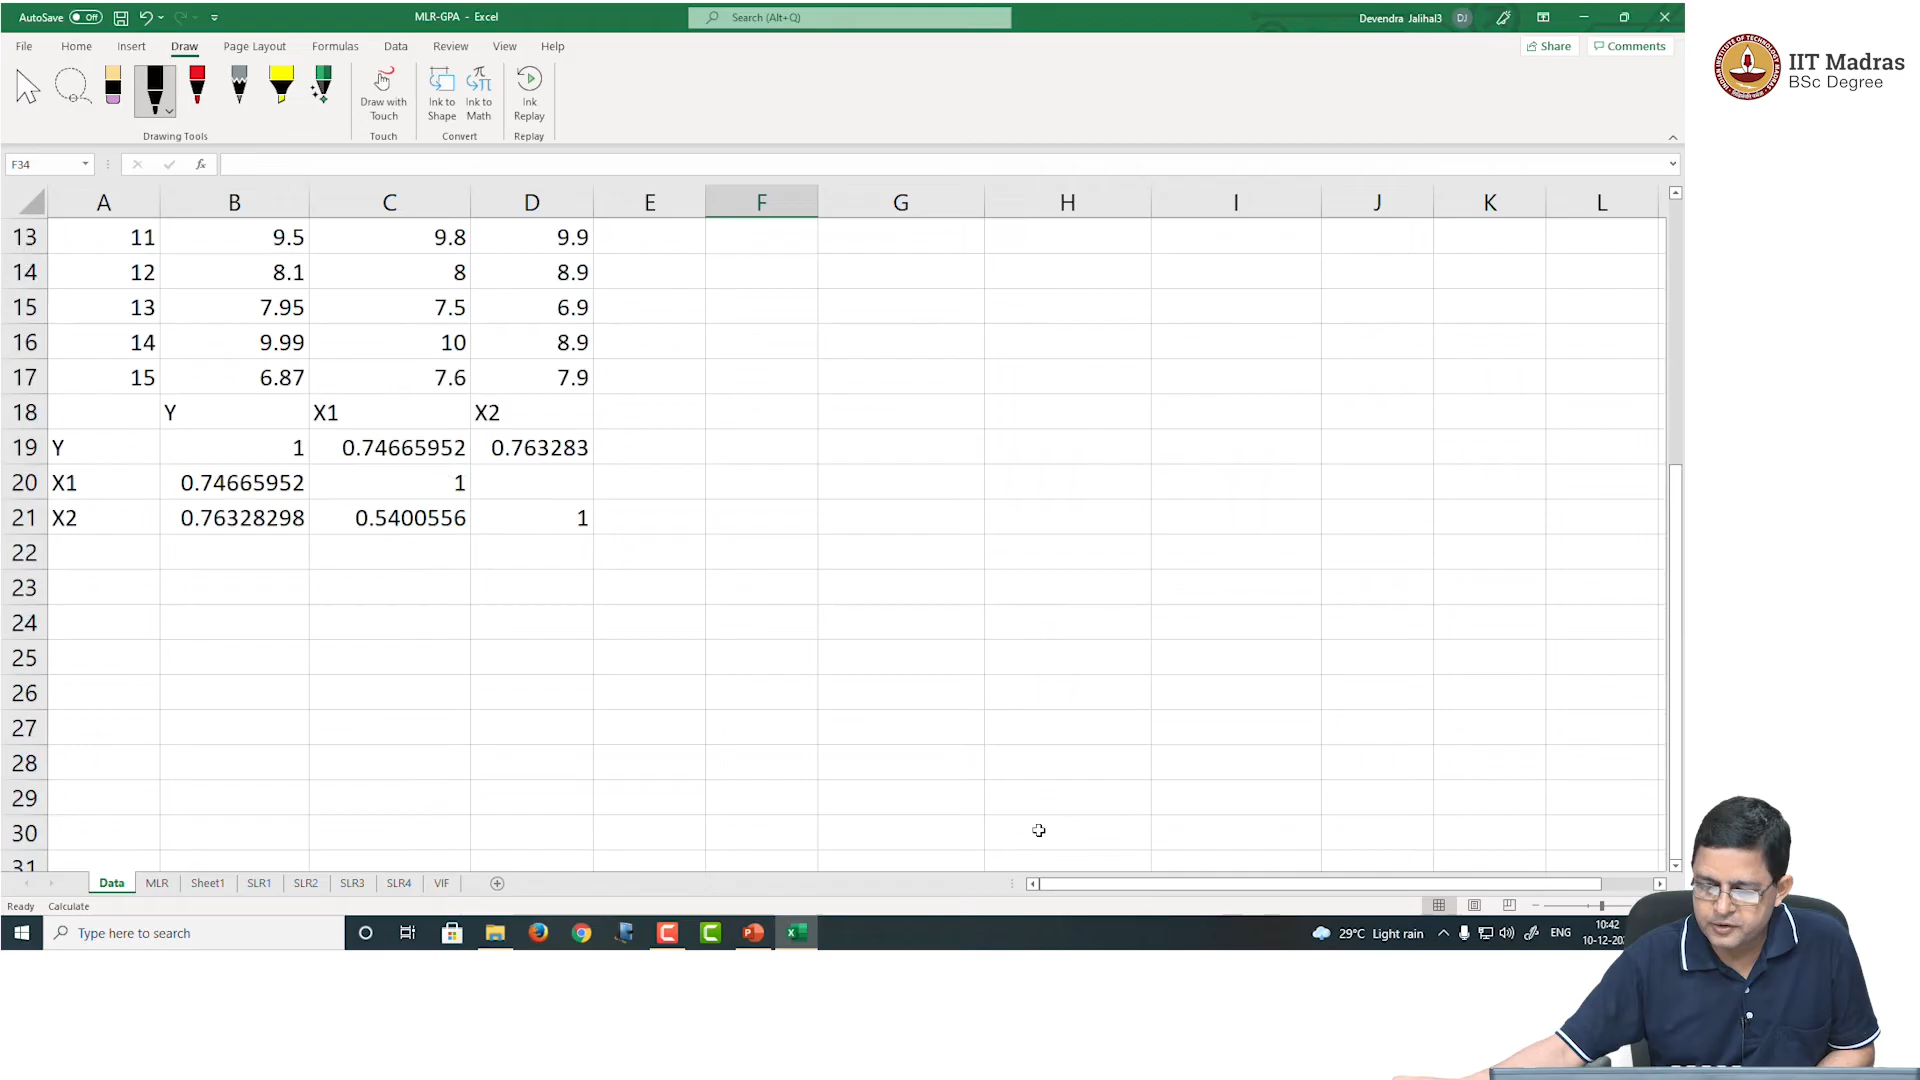 AutoSave Off MLR-GPA - Excel Search (Alt+Q) Devendra Jalihal3 DJ
File Home Insert Draw Page Layout Formulas Data Review View Help Share Comments
Draw with Touch
Ink to Shape
Ink to Math
Ink Replay
Drawing Tools Touch Convert Replay
F34 fx
A B C D E F G H I J K L
13 11 9.5 9.8 9.9
14 12 8.1 8 8.9
15 13 7.95 7.5 6.9
16 14 9.99 10 8.9
17 15 6.87 7.6 7.9
18 Y X1 X2
19 Y 1 0.74665952 0.763283
20 X1 0.74665952 1
21 X2 0.76328298 0.5400556 1
22
23
24
25
26
27
28
29
30
31
Data MLR Sheet1 SLR1 SLR2 SLR3 SLR4 VIF
Ready Calculate
Type here to search 29°C Light rain ENG 10:42
IIT Madras
BSc Degree